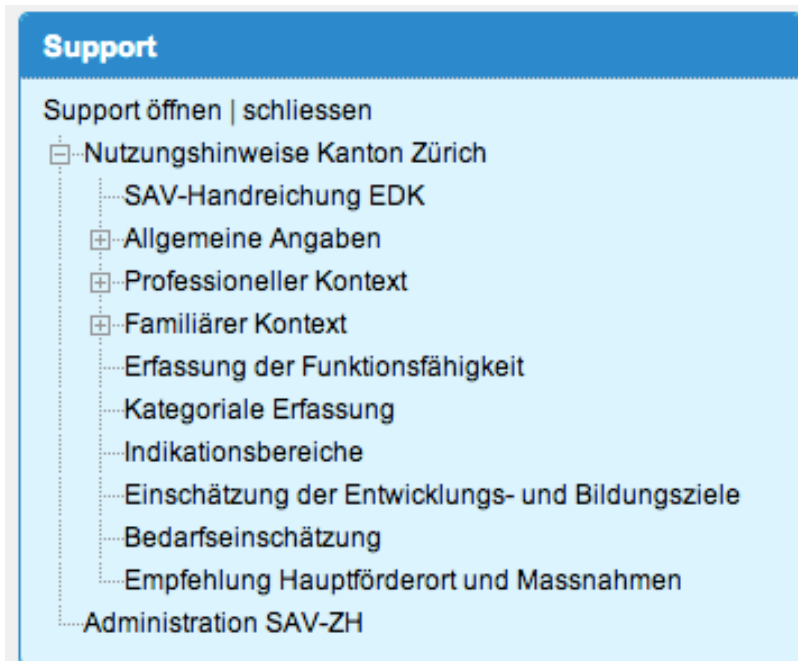 Support
Support öffnen | schliessen
Nutzungshinweise Kanton Zürich
SAV-Handreichung EDK
Allgemeine Angaben
Professioneller Kontext
Familiärer Kontext
Erfassung der Funktionsfähigkeit
Kategoriale Erfassung
Indikationsbereiche
Einschätzung der Entwicklungs- und Bildungsziele
Bedarfseinschätzung
Empfehlung Hauptförderort und Massnahmen
Administration SAV-ZH